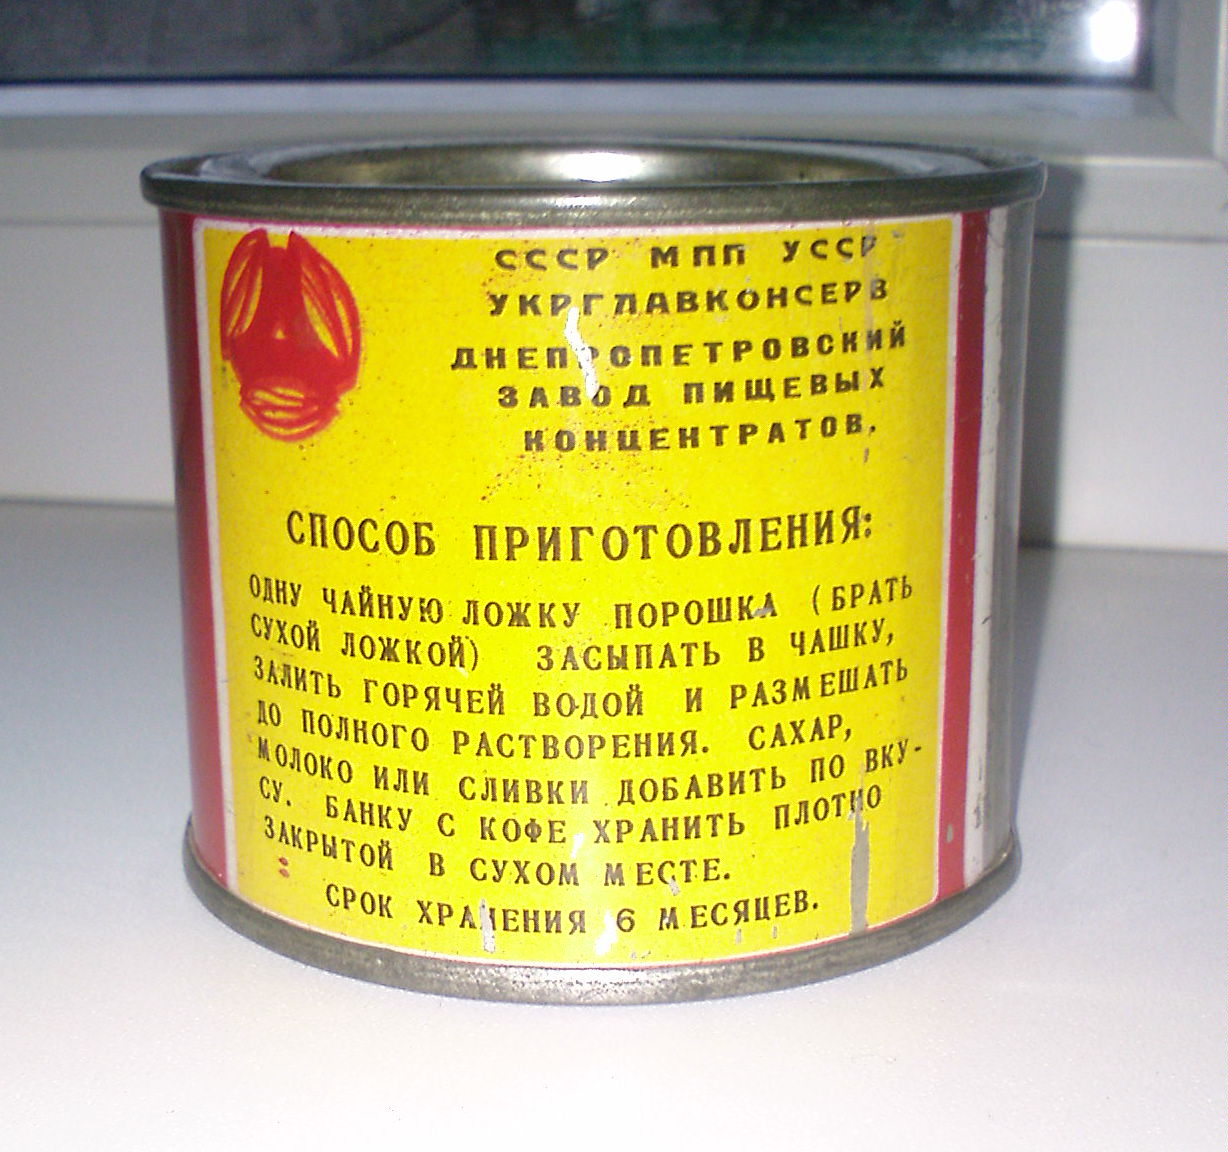 СССР МПП УССР
УКРГЛАВКОНСЕРВ
ДНЕПРОПЕТРОВСКИЙ
ЗАВОД ПИЩЕВЫХ
КОНЦЕНТРАТОВ.
СПОСОБ ПРИГОТОВЛЕНИЯ:
ОДНУ ЧАЙНУЮ ЛОЖКУ ПОРОШКА (БРАТЬ
СУХОЙ ЛОЖКОЙ) ЗАСЫПАТЬ В ЧАШКУ,
ЗАЛИТЬ ГОРЯЧЕЙ ВОДОЙ И РАЗМЕШАТЬ
ДО ПОЛНОГО РАСТВОРЕНИЯ. САХАР,
МОЛОКО ИЛИ СЛИВКИ ДОБАВИТЬ ПО ВКУ-
СУ. БАНКУ С КОФЕ ХРАНИТЬ ПЛОТНО
ЗАКРЫТОЙ В СУХОМ МЕСТЕ.
СРОК ХРАНЕНИЯ 6 МЕСЯЦЕВ.